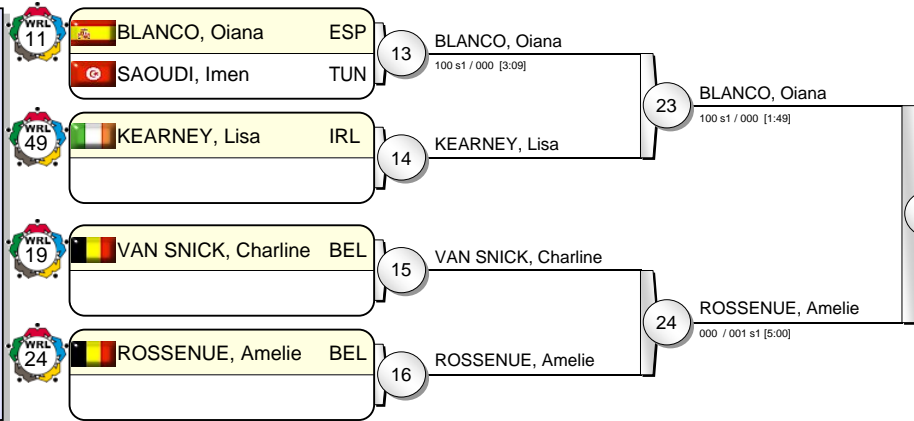 WRL
11
BLANCO, Oiana ESP
SAOUDI, Imen TUN
13
BLANCO, Oiana
100 s1 / 000 [3:09]
WRL
49
KEARNEY, Lisa IRL
14
KEARNEY, Lisa
23
BLANCO, Oiana
100 s1 / 000 [1:49]
WRL
19
VAN SNICK, Charline BEL
15
VAN SNICK, Charline
WRL
24
ROSSENUE, Amelie BEL
16
ROSSENUE, Amelie
24
ROSSENUE, Amelie
000 / 001 s1 [5:00]